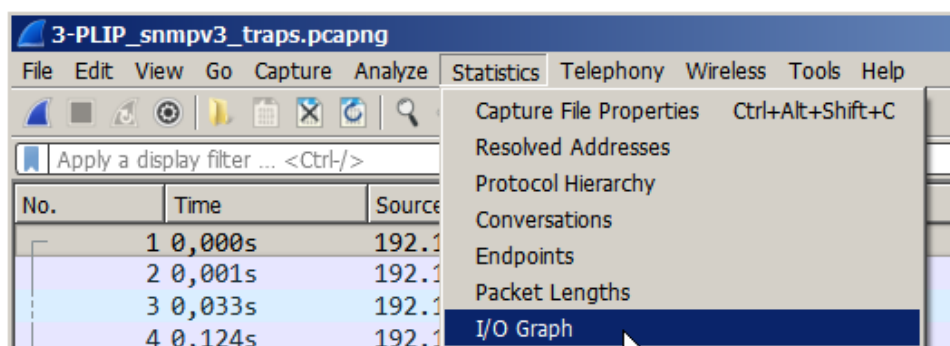 3-PLIP_snmpv3_traps.pcapng
File Edit View Go Capture Analyze Statistics Telephony Wireless Tools Help
Capture File Properties Ctrl+Alt+Shift+C
Resolved Addresses
Protocol Hierarchy
Conversations
Endpoints
Packet Lengths
I/O Graph
Apply a display filter ... <Ctrl-/>
No. Time Source
1 0,000s 192.1
2 0,001s 192.1
3 0,033s 192.1
4 0,124s 192.1